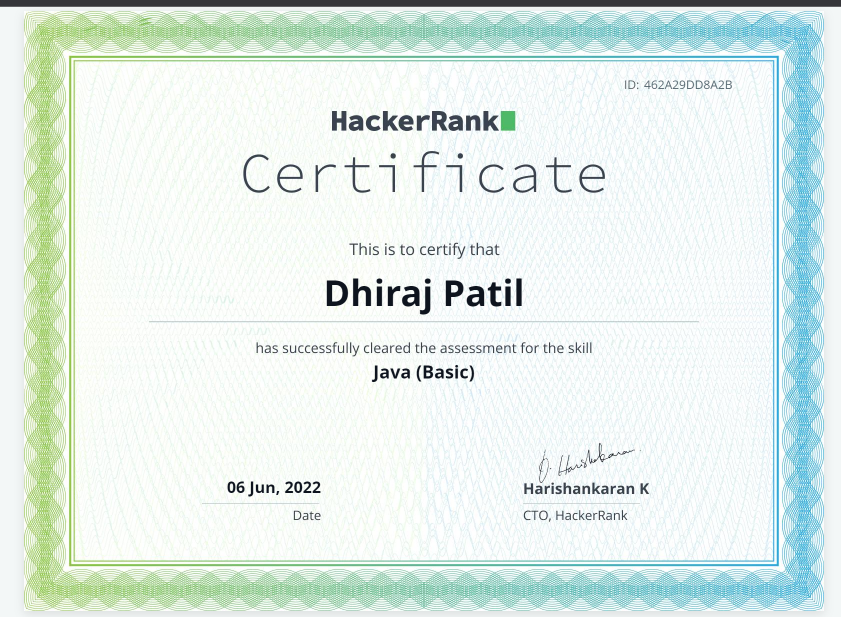 ID: 462A29DD8A2B
HackerRank
Certificate
This is to certify that
Dhiraj Patil
has successfully cleared the assessment for the skill
Java (Basic)
06 Jun, 2022
Date
Harishankaran K
CTO, HackerRank